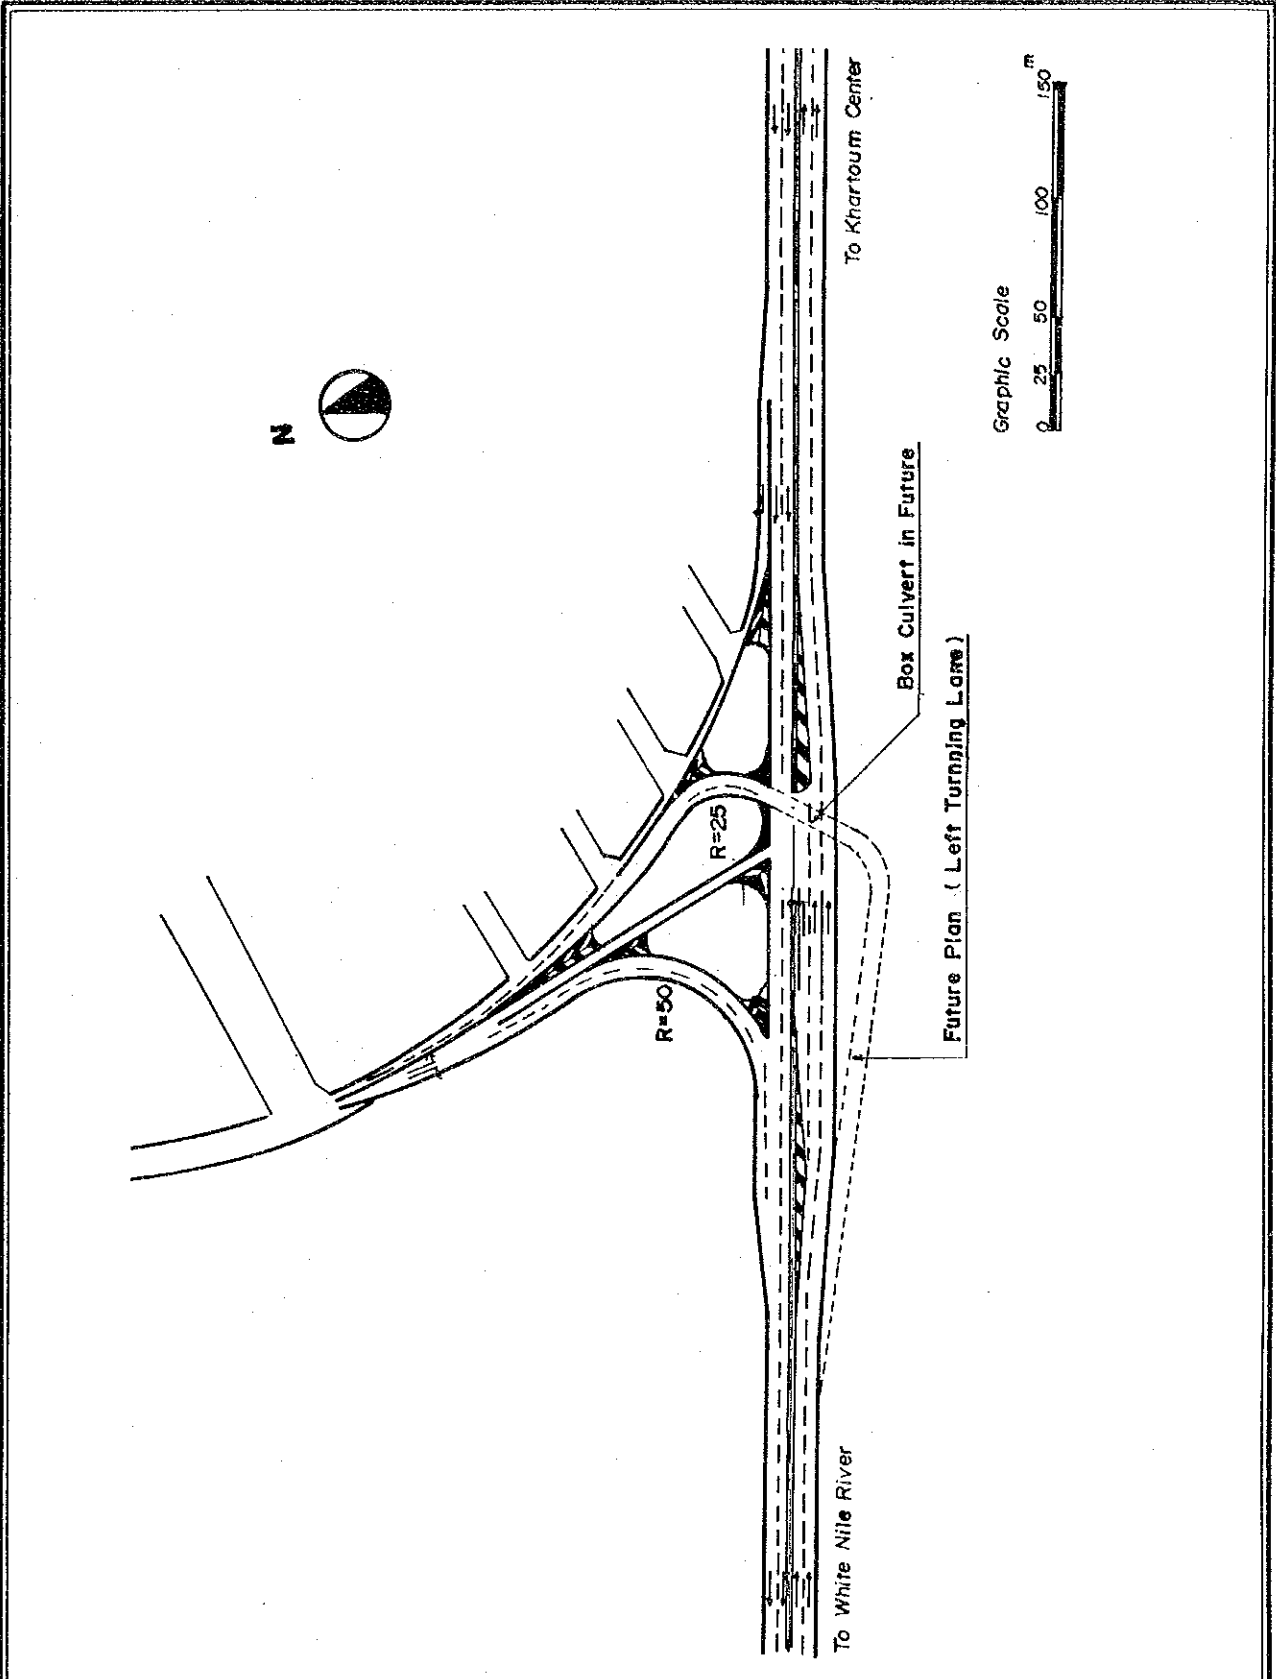 N
R=50
R=25
To White Nile River
To Khartoum Center
Box Culvert in Future
Future Plan ( Left Turnning Lane )
Graphic Scale
0 25 50 100 150 m